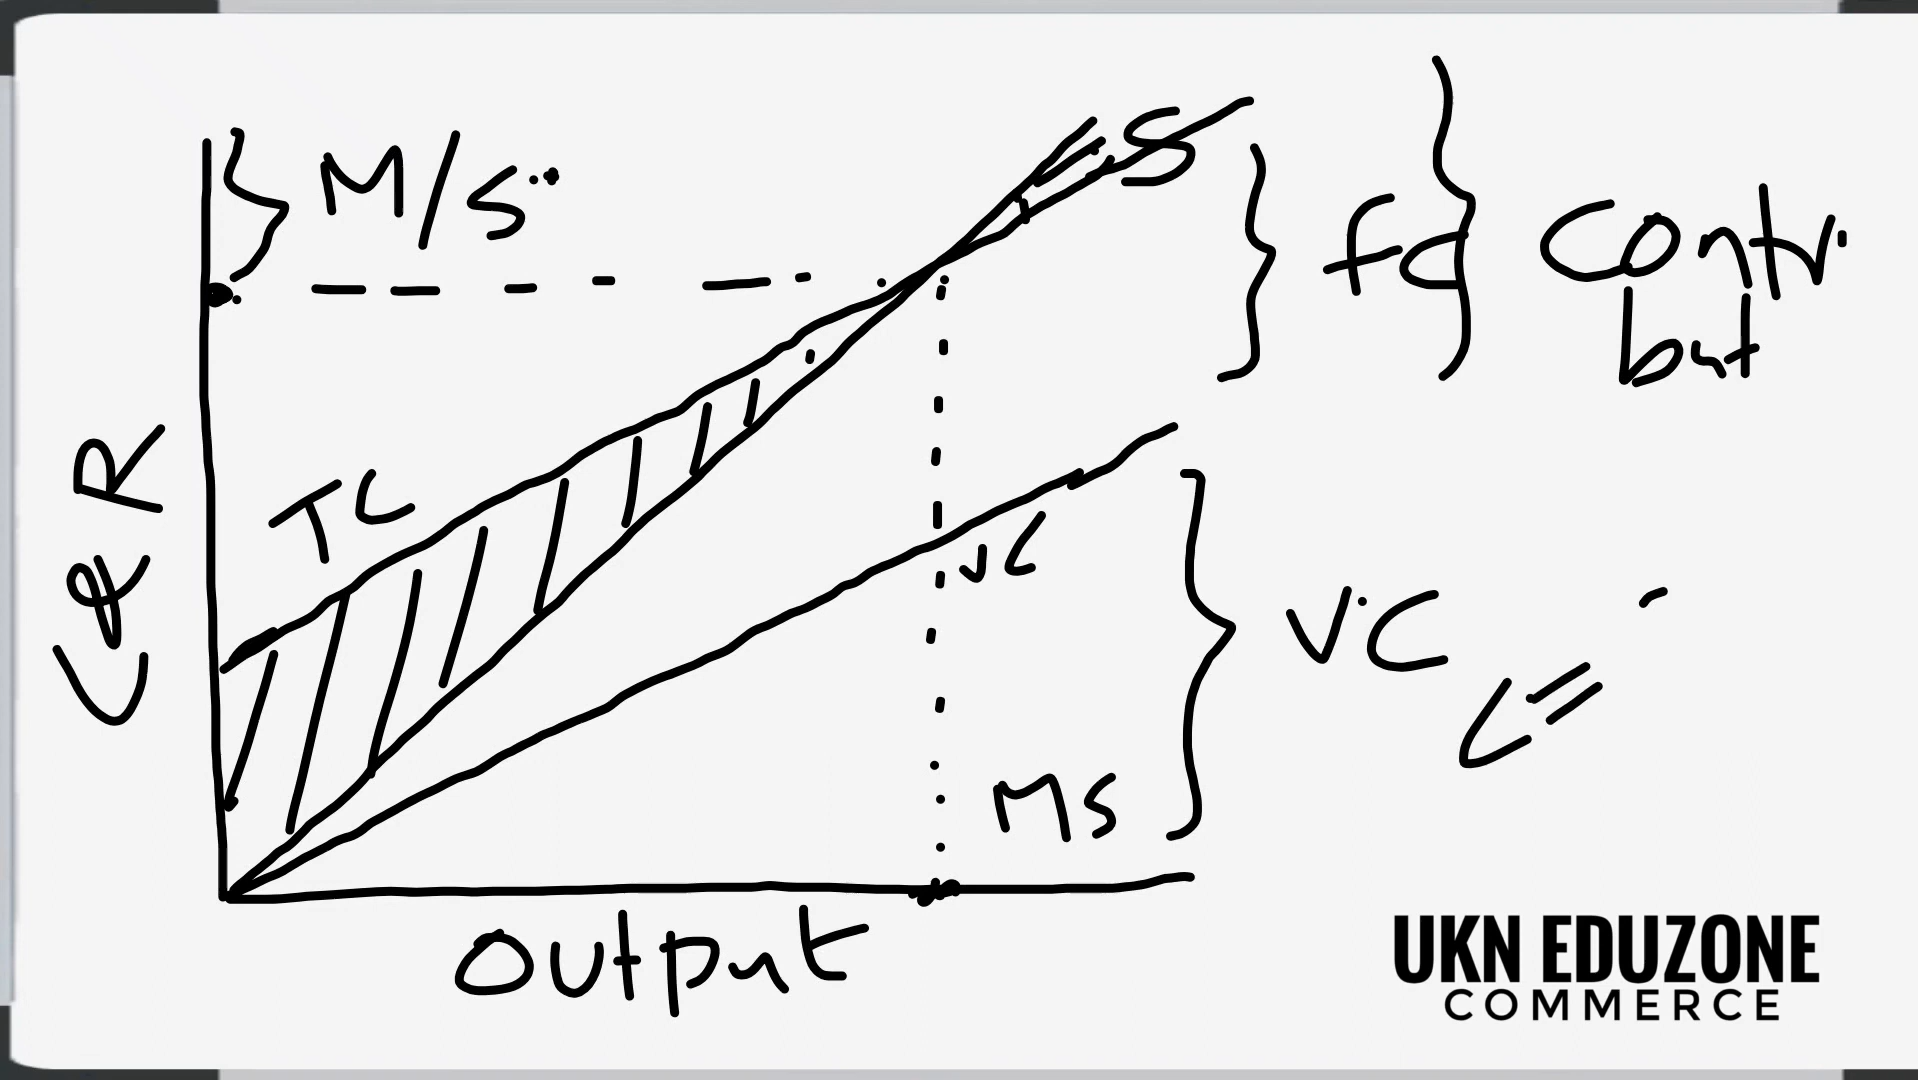 M/S
S
FC
Contri
but
TC
C&R
VC
VC
MS
Output
UKN EDUZONE
COMMERCE